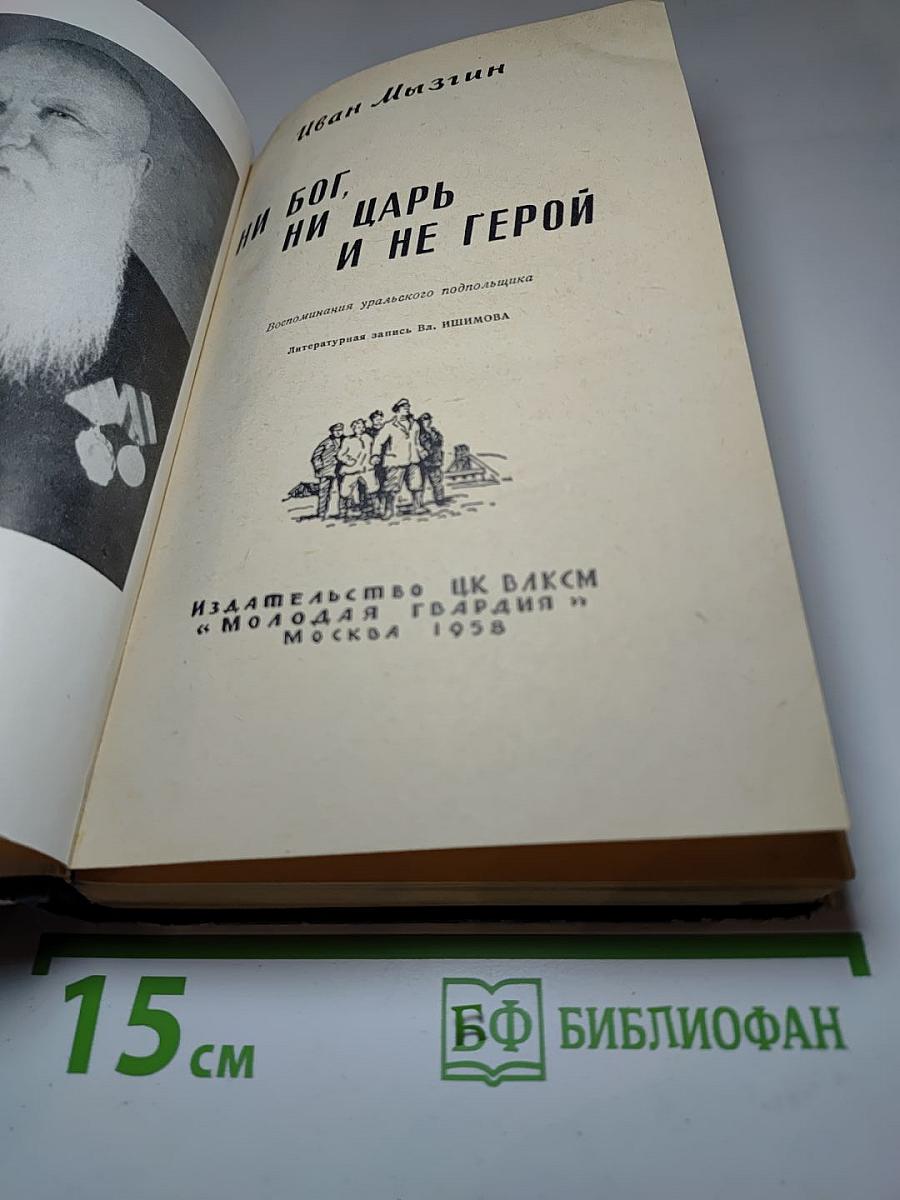 Иван Мызгин
НИ БОГ,
НИ ЦАРЬ
И НЕ ГЕРОЙ
Воспоминания уральского подпольщика
Литературная запись Вл. ИШИМОВА
ИЗДАТЕЛЬСТВО ЦК ВЛКСМ
«МОЛОДАЯ ГВАРДИЯ»
МОСКВА 1958
15 см
БФ БИБЛИОФАН